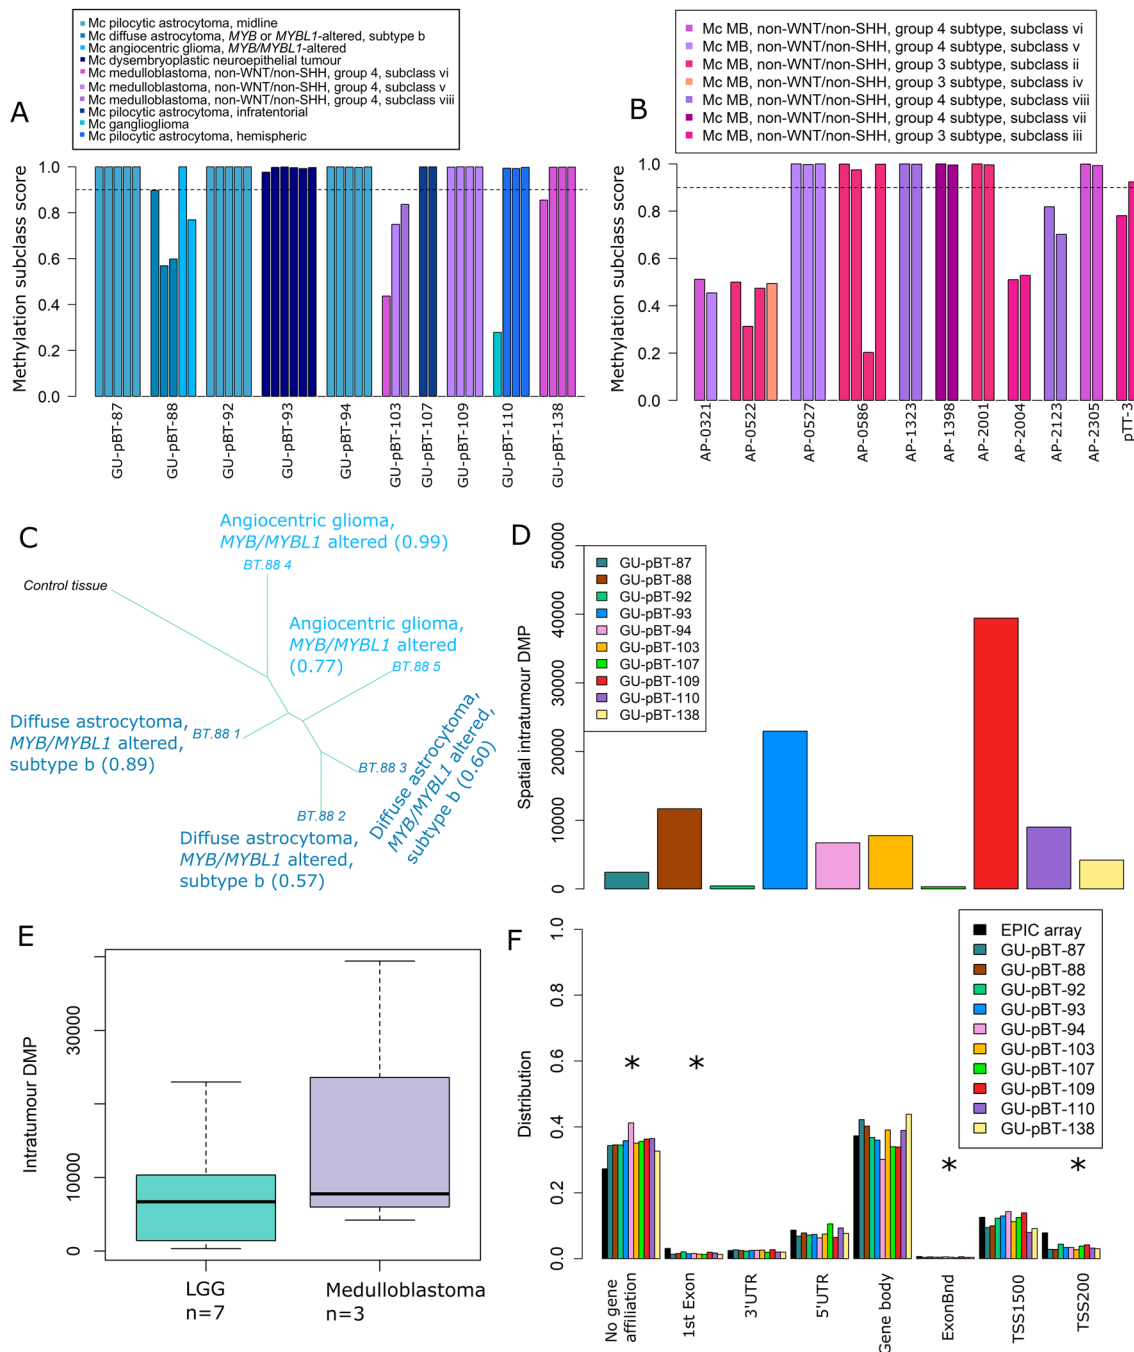 Mc pilocytic astrocytoma, midline
Mc diffuse astrocytoma, MYB or MYBL1-altered, subtype b
Mc angiocentric glioma, MYB/MYBL1-altered
Mc dysembryoplastic neuroepithelial tumour
Mc medulloblastoma, non-WNT/non-SHH, group 4, subclass vi
Mc medulloblastoma, non-WNT/non-SHH, group 4, subclass v
Mc medulloblastoma, non-WNT/non-SHH, group 4, subclass viii
Mc pilocytic astrocytoma, infratentorial
Mc ganglioglioma
Mc pilocytic astrocytoma, hemispheric
A
Methylation subclass score
1.0
0.8
0.6
0.4
0.2
0.0
GU-pBT-87
GU-pBT-88
GU-pBT-92
GU-pBT-93
GU-pBT-94
GU-pBT-103
GU-pBT-107
GU-pBT-109
GU-pBT-110
GU-pBT-138
Mc MB, non-WNT/non-SHH, group 4 subtype, subclass vi
Mc MB, non-WNT/non-SHH, group 4 subtype, subclass v
Mc MB, non-WNT/non-SHH, group 3 subtype, subclass ii
Mc MB, non-WNT/non-SHH, group 3 subtype, subclass iv
Mc MB, non-WNT/non-SHH, group 4 subtype, subclass viii
Mc MB, non-WNT/non-SHH, group 4 subtype, subclass vii
Mc MB, non-WNT/non-SHH, group 3 subtype, subclass iii
B
Methylation subclass score
1.0
0.8
0.6
0.4
0.2
0.0
AP-0321
AP-0522
AP-0527
AP-0586
AP-1323
AP-1398
AP-2001
AP-2004
AP-2123
AP-2305
pTT-3
C
Angiocentric glioma,
MYB/MYBL1 altered (0.99)
BT.88 4
Control tissue
Angiocentric glioma,
MYB/MYBL1 altered
(0.77)
BT.88 5
Diffuse astrocytoma,
MYB/MYBL1 altered,
subtype b (0.89)
BT.88 1
BT.88 3
Diffuse astrocytoma,
MYB/MYBL1 altered,
subtype b (0.60)
BT.88 2
Diffuse astrocytoma,
MYB/MYBL1 altered,
subtype b (0.57)
D
Spatial intratumour DMP
50000
40000
30000
20000
10000
0
GU-pBT-87
GU-pBT-88
GU-pBT-92
GU-pBT-93
GU-pBT-94
GU-pBT-103
GU-pBT-107
GU-pBT-109
GU-pBT-110
GU-pBT-138
E
Intratumour DMP
30000
10000
0
LGG
n=7
Medulloblastoma
n=3
F
Distribution
1.0
0.8
0.6
0.4
0.2
0.0
EPIC array
GU-pBT-87
GU-pBT-88
GU-pBT-92
GU-pBT-93
GU-pBT-94
GU-pBT-103
GU-pBT-107
GU-pBT-109
GU-pBT-110
GU-pBT-138
* * * *
No gene
affiliation
1st Exon
3'UTR
5'UTR
Gene body
ExonBnd
TSS1500
TSS200